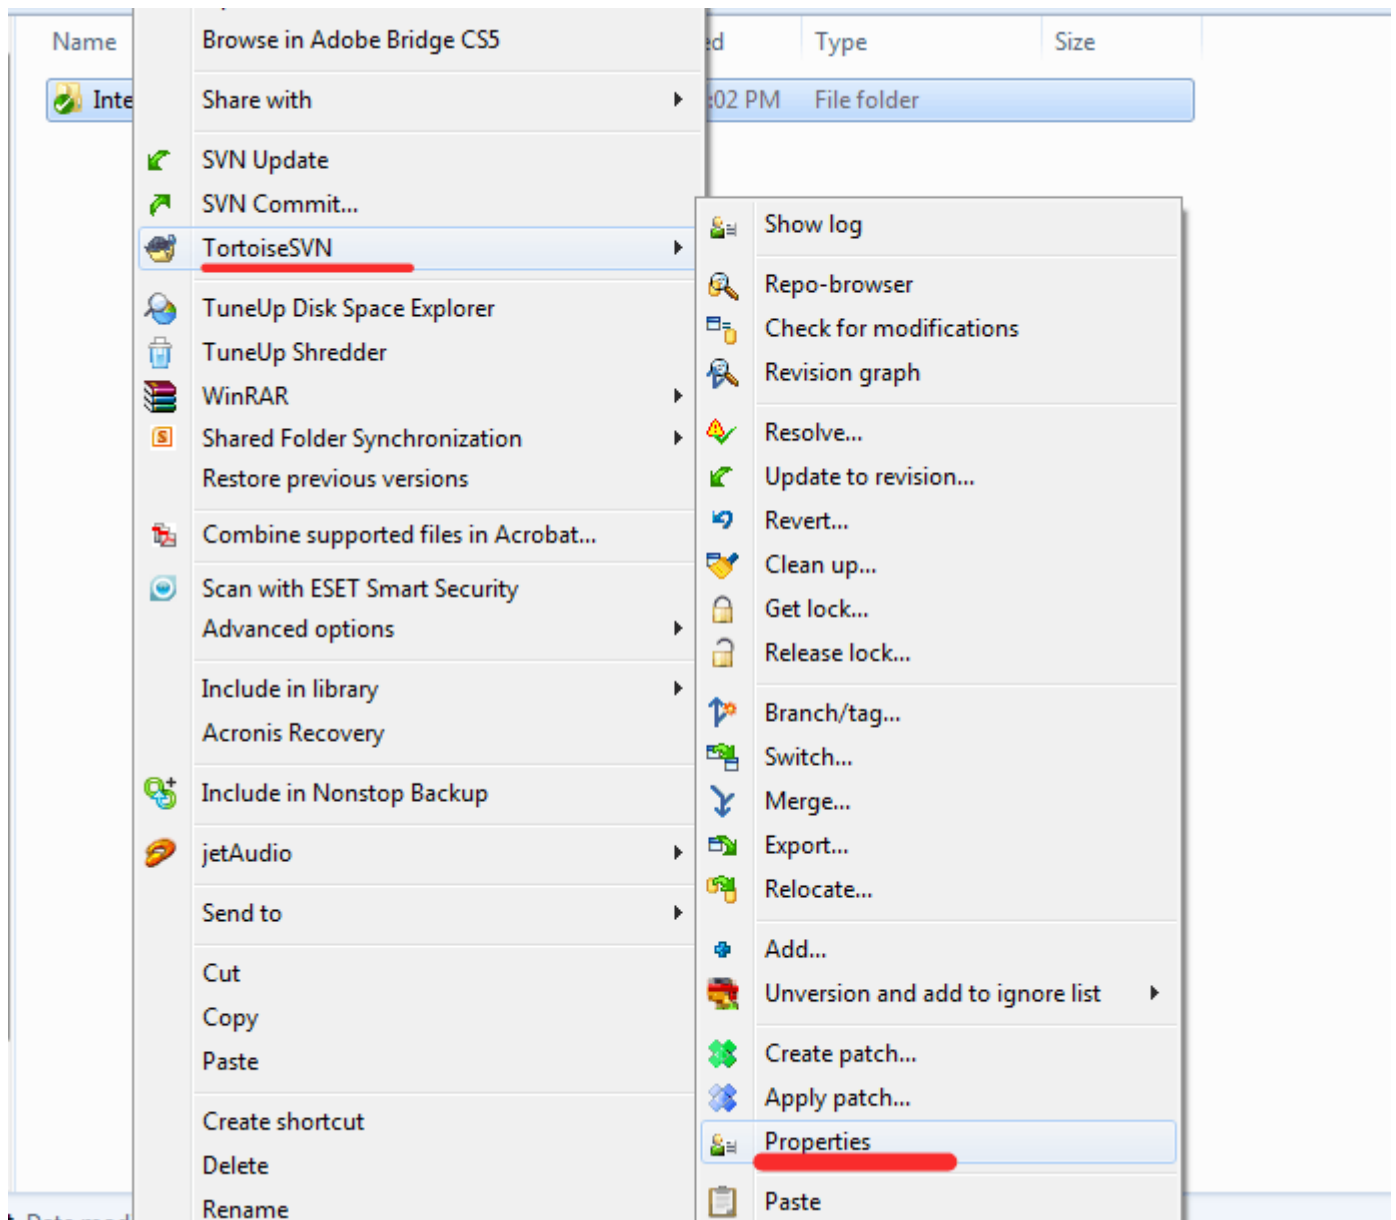 Name
ed
Type
Size
Inte
:02 PM
File folder
Browse in Adobe Bridge CS5
Share with
SVN Update
SVN Commit...
TortoiseSVN
TuneUp Disk Space Explorer
TuneUp Shredder
WinRAR
Shared Folder Synchronization
Restore previous versions
Combine supported files in Acrobat...
Scan with ESET Smart Security
Advanced options
Include in library
Acronis Recovery
Include in Nonstop Backup
jetAudio
Send to
Cut
Copy
Paste
Create shortcut
Delete
Rename
Show log
Repo-browser
Check for modifications
Revision graph
Resolve...
Update to revision...
Revert...
Clean up...
Get lock...
Release lock...
Branch/tag...
Switch...
Merge...
Export...
Relocate...
Add...
Unversion and add to ignore list
Create patch...
Apply patch...
Properties
Paste